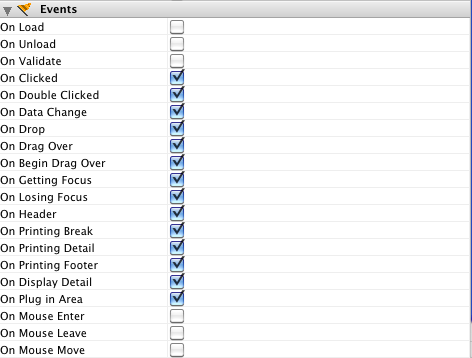 Events
On Load
On Unload
On Validate
On Clicked
On Double Clicked
On Data Change
On Drop
On Drag Over
On Begin Drag Over
On Getting Focus
On Losing Focus
On Header
On Printing Break
On Printing Detail
On Printing Footer
On Display Detail
On Plug in Area
On Mouse Enter
On Mouse Leave
On Mouse Move